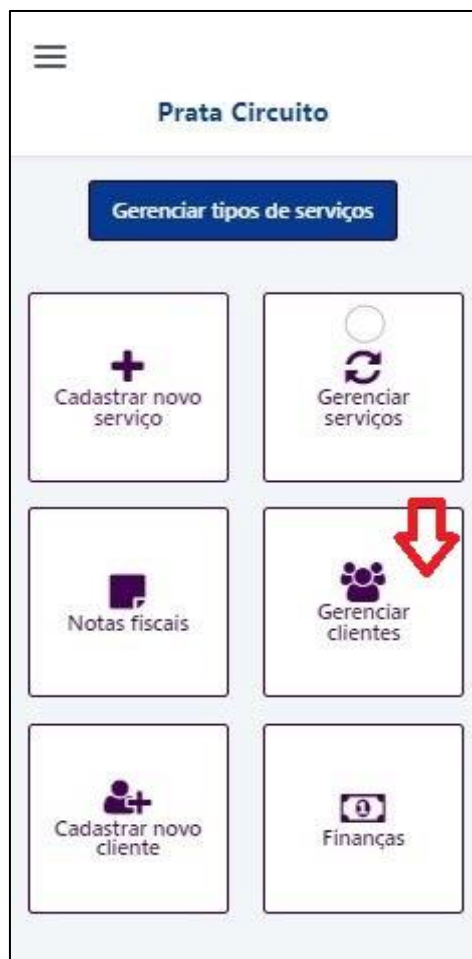 Prata Circuito
Gerenciar tipos de serviços
Cadastrar novo
serviço
Gerenciar
serviços
Notas fiscais
Gerenciar
clientes
Cadastrar novo
cliente
Finanças